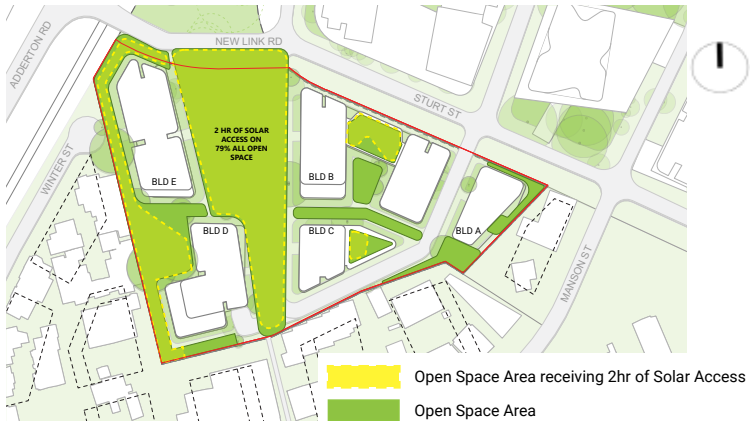 ADDERTON RD
NEW LINK RD
STURT ST
WINTER ST
MANSON ST
2 HR OF SOLAR
ACCESS ON
79% ALL OPEN
SPACE
BLD E
BLD B
BLD D
BLD C
BLD A
Open Space Area receiving 2hr of Solar Access
Open Space Area